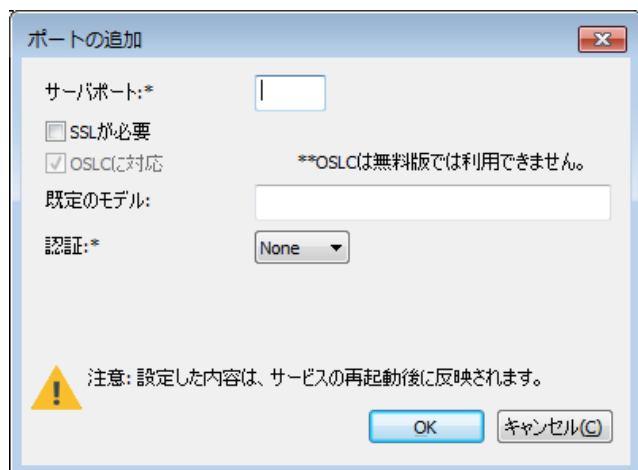 ポートの追加
サーバポート:*
SSLが必要
OSLCに対応 **OSLCは無料版では利用できません。
既定のモデル:
認証:* None
注意: 設定した内容は、サービスの再起動後に反映されます。
OK キャンセル(C)